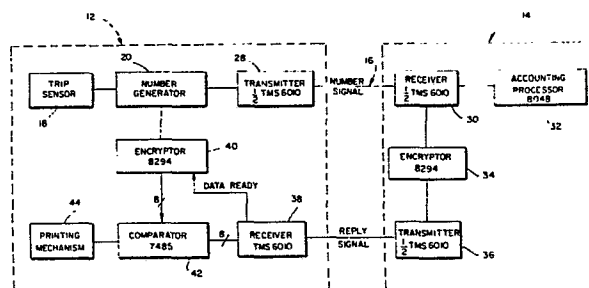 12
14
20
28
16
TRIP SENSOR
NUMBER GENERATOR
TRANSMITTER 1/2 TMS 6010
NUMBER SIGNAL
RECEIVER 1/2 TMS 6010
ACCOUNTING PROCESSOR 8048
18
30
32
ENCRYPTOR 8294
40
ENCRYPTOR 8294
34
DATA READY
8
44
38
PRINTING MECHANISM
COMPARATOR 7485
8
RECEIVER TMS 6010
REPLY SIGNAL
TRANSMITTER 1/2 TMS 6010
42
36